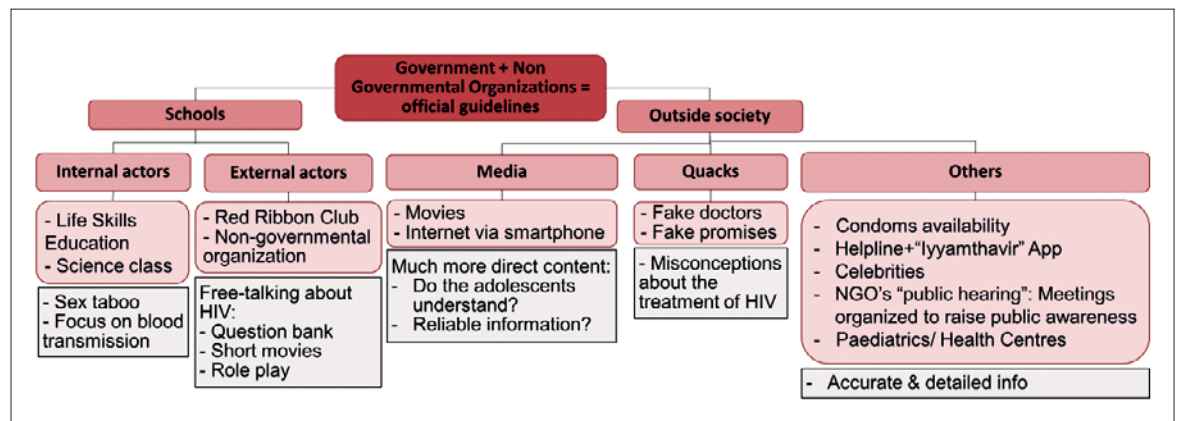 Government + Non
Governmental Organizations =
official guidelines
Schools
Outside society
Internal actors
External actors
Media
Quacks
Others
- Life Skills
Education
- Science class
- Sex taboo
- Focus on blood
transmission
- Red Ribbon Club
- Non-governmental
organization
Free-talking about
HIV:
- Question bank
- Short movies
- Role play
- Movies
- Internet via smartphone
Much more direct content:
- Do the adolescents
understand?
- Reliable information?
- Fake doctors
- Fake promises
- Misconceptions
about the
treatment of HIV
- Condoms availability
- Helpline+“Iyyamthavir” App
- Celebrities
- NGO’s “public hearing”: Meetings
organized to raise public awareness
- Paediatrics/ Health Centres
- Accurate & detailed info